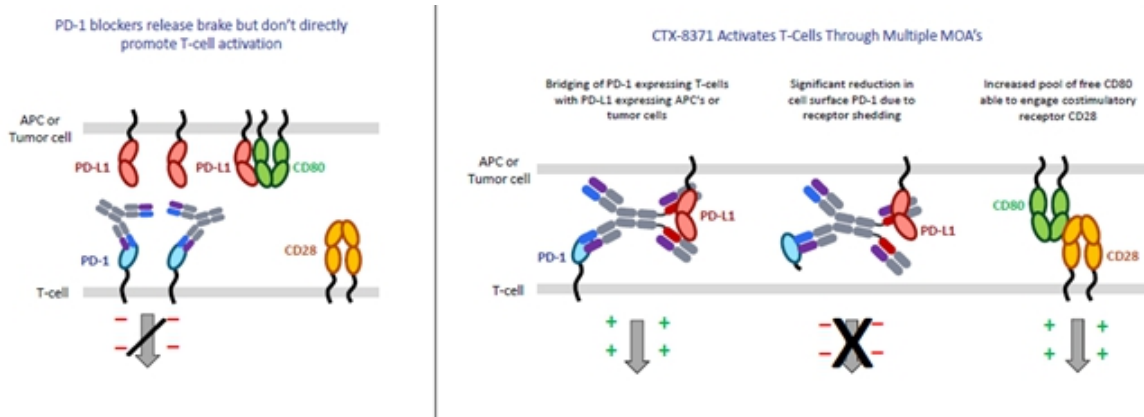 PD-1 blockers release brake but don't directly
promote T-cell activation
APC or
Tumor cell
PD-L1
PD-L1
CD80
PD-1
CD28
T-cell
CTX-8371 Activates T-Cells Through Multiple MOA's
Bridging of PD-1 expressing T-cells
with PD-L1 expressing APC's or
tumor cells
Significant reduction in
cell surface PD-1 due to
receptor shedding
Increased pool of free CD80
able to engage costimulatory
receptor CD28
APC or
Tumor cell
PD-L1
PD-L1
CD80
PD-1
CD28
T-cell